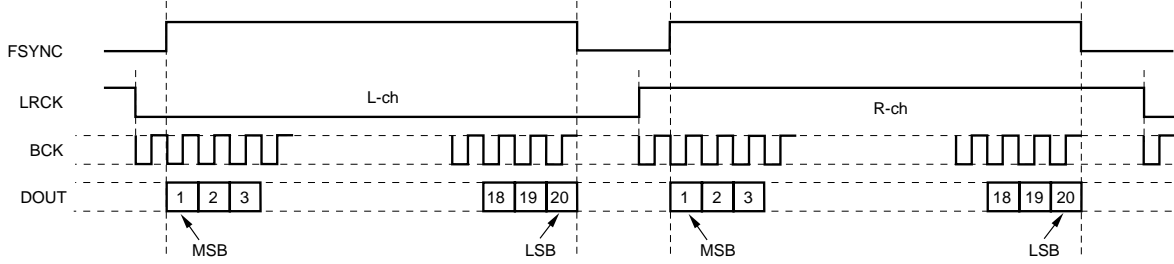 FSYNC
LRCK L-ch R-ch
BCK
DOUT 1 2 3 18 19 20 1 2 3 18 19 20
MSB LSB MSB LSB